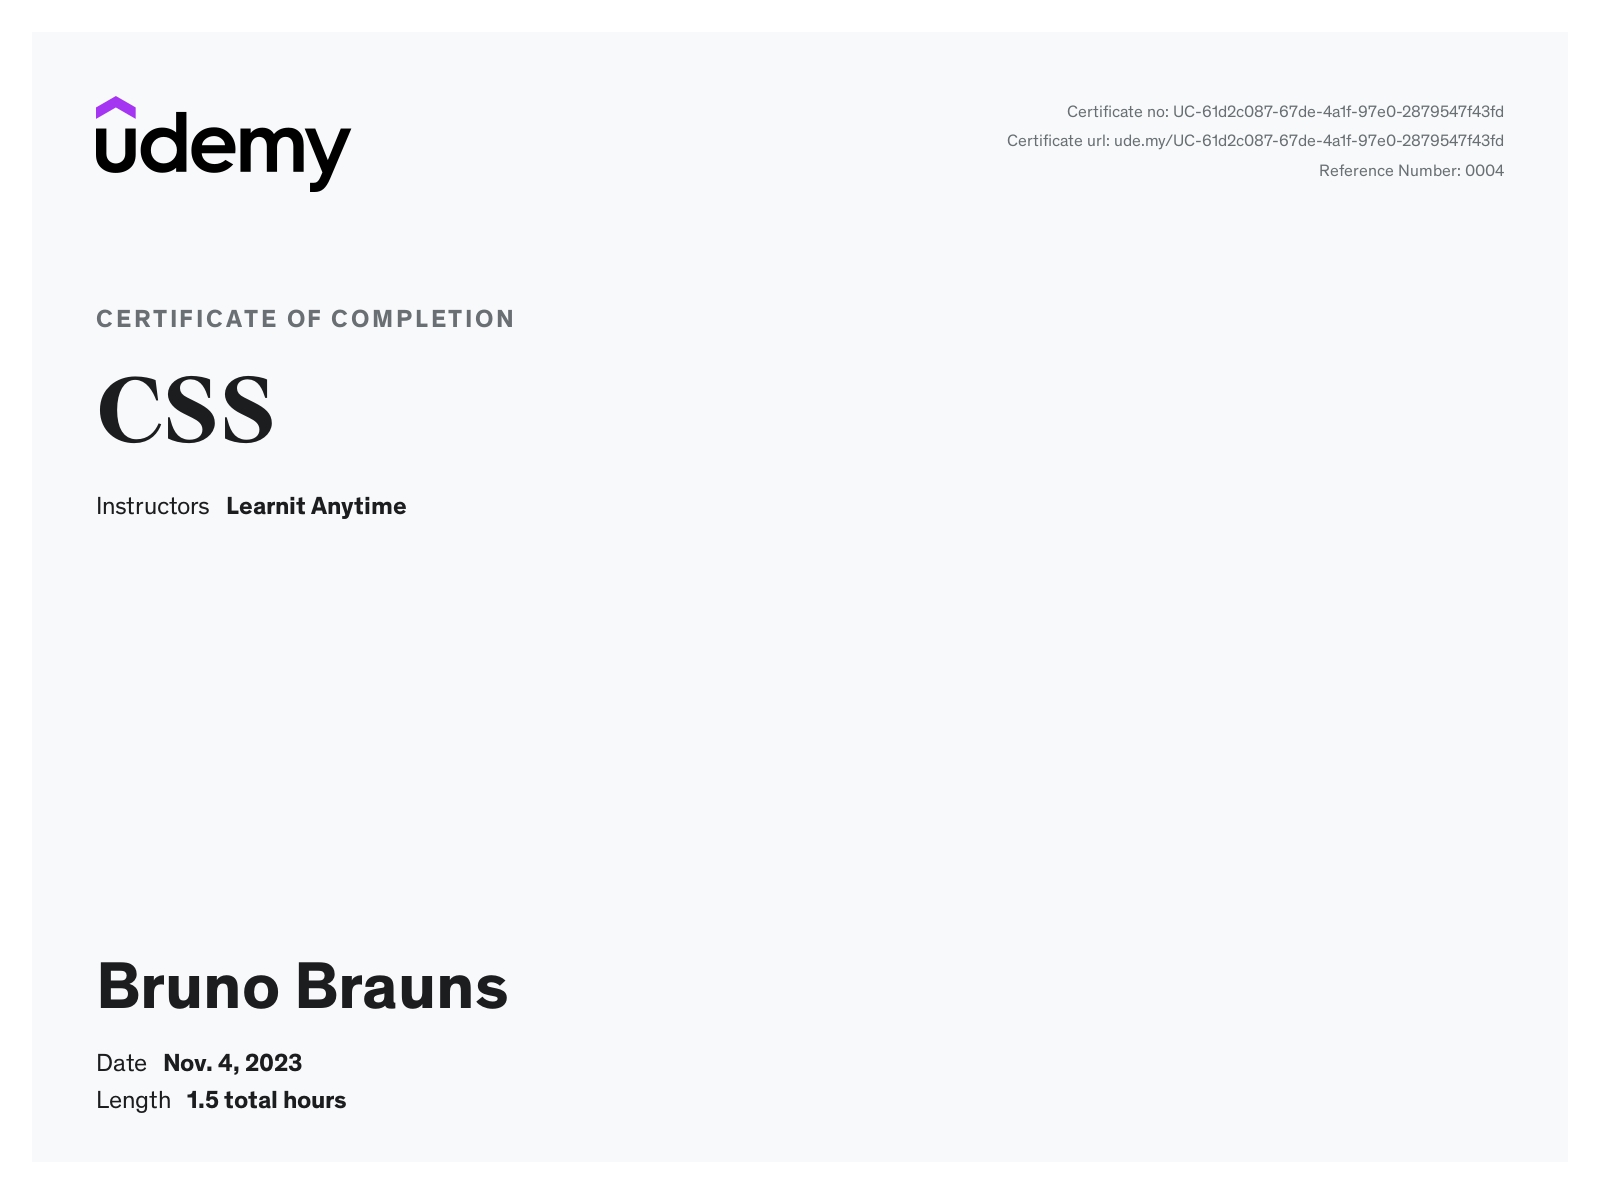 udemy
Certificate no: UC-61d2c087-67de-4a1f-97e0-2879547f43fd
Certificate url: ude.my/UC-61d2c087-67de-4a1f-97e0-2879547f43fd
Reference Number: 0004
CERTIFICATE OF COMPLETION
CSS
Instructors Learnit Anytime
Bruno Brauns
Date Nov. 4, 2023
Length 1.5 total hours